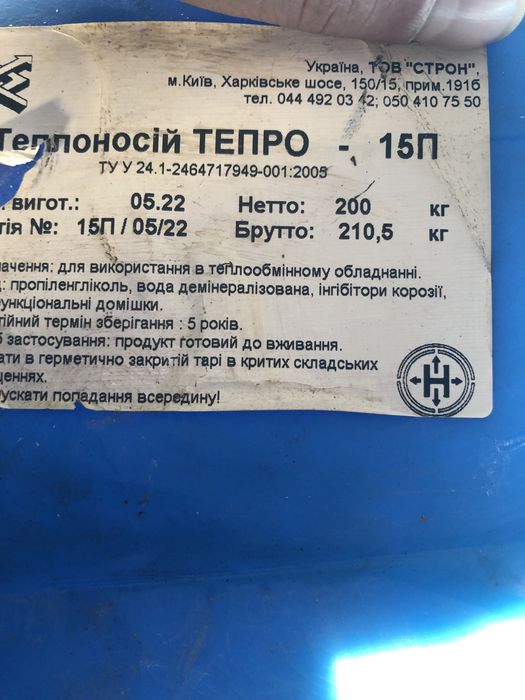 Україна, ТОВ "СТРОН",
м.Київ, Харківське шосе, 150/15, прим.191б
тел. 044 492 03 42; 050 410 75 50
Теплоносій ТЕПРО - 15П
ТУ У 24.1-2464717949-001:2005
вигот.: 05.22 Нетто: 200 кг
тія №: 15П / 05/22 Брутто: 210,5 кг
начення: для використання в теплообмінному обладнанні.
д: пропіленгліколь, вода демінералізована, інгібітори корозії,
ункціональні домішки.
тійний термін зберігання : 5 років.
б застосування: продукт готовий до вживання.
ати в герметично закритій тарі в критих складських
щеннях.
ускати попадання всередину!
Н